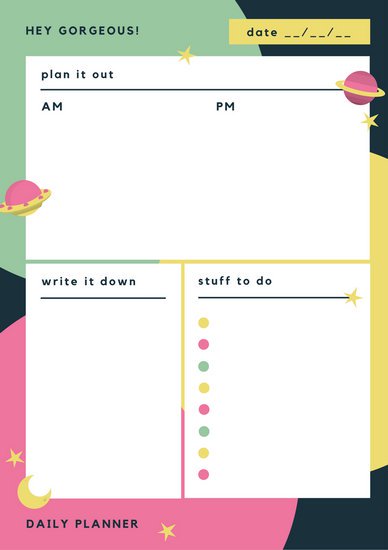 HEY GORGEOUS!
date __/__/__
plan it out
AM PM
write it down
stuff to do
DAILY PLANNER